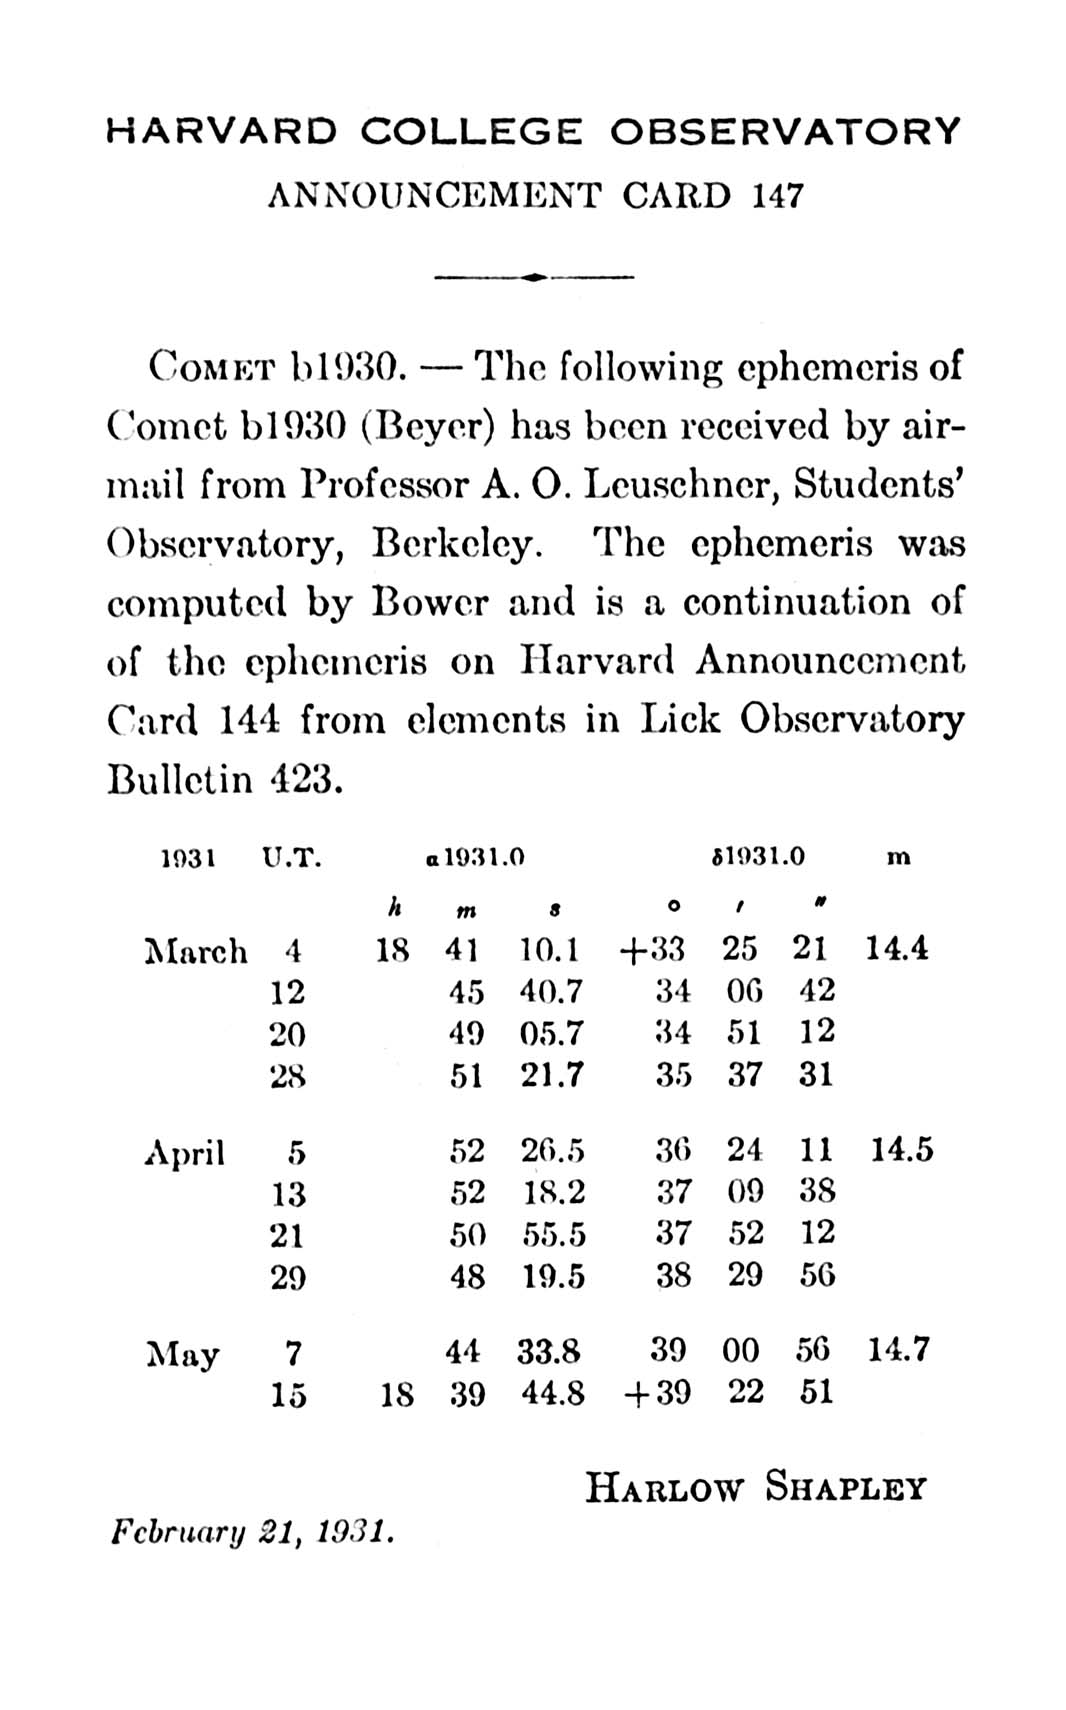 HARVARD COLLEGE OBSERVATORY
ANNOUNCEMENT CARD 147
COMET b1930. — The following ephemeris of
Comet b1930 (Beyer) has been received by air-
mail from Professor A. O. Leuschner, Students’
Observatory, Berkeley. The ephemeris was
computed by Bower and is a continuation of
of the ephemeris on Harvard Announcement
Card 144 from elements in Lick Observatory
Bulletin 423.
1931 U.T. α1931.0 δ1931.0 m
h m s ° ′ ″
March 4 18 41 10.1 +33 25 21 14.4
12 45 40.7 34 06 42
20 49 05.7 34 51 12
28 51 21.7 35 37 31
April 5 52 26.5 36 24 11 14.5
13 52 18.2 37 09 38
21 50 55.5 37 52 12
29 48 19.5 38 29 56
May 7 44 33.8 39 00 56 14.7
15 18 39 44.8 +39 22 51
HARLOW SHAPLEY
February 21, 1931.